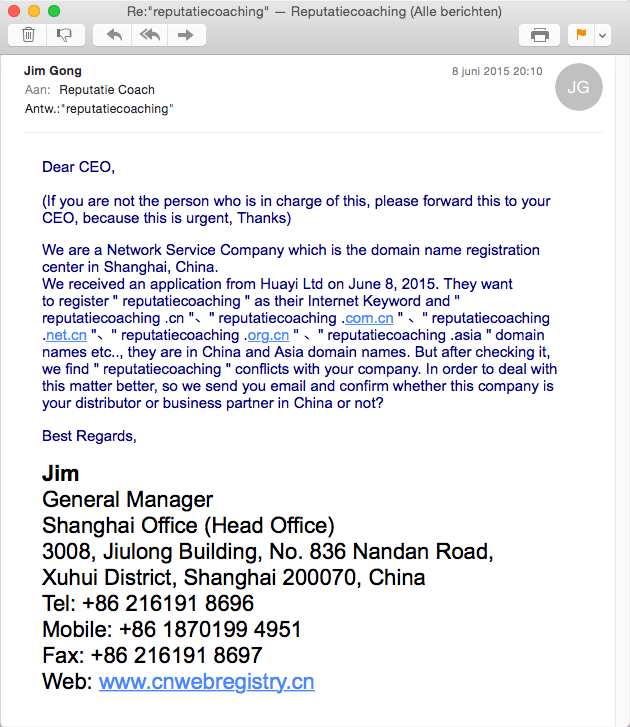 Re:"reputatiecoaching" — Reputatiecoaching (Alle berichten)
Jim Gong
8 juni 2015 20:10
JG
Aan: Reputatie Coach
Antw.:"reputatiecoaching"
Dear CEO,
(If you are not the person who is in charge of this, please forward this to your
CEO, because this is urgent, Thanks)
We are a Network Service Company which is the domain name registration
center in Shanghai, China.
We received an application from Huayi Ltd on June 8, 2015. They want
to register " reputatiecoaching " as their Internet Keyword and "
reputatiecoaching .cn "、" reputatiecoaching .com.cn " 、" reputatiecoaching
.net.cn "、" reputatiecoaching .org.cn " 、" reputatiecoaching .asia " domain
names etc.., they are in China and Asia domain names. But after checking it,
we find " reputatiecoaching " conflicts with your company. In order to deal with
this matter better, so we send you email and confirm whether this company is
your distributor or business partner in China or not?
Best Regards,
Jim
General Manager
Shanghai Office (Head Office)
3008, Jiulong Building, No. 836 Nandan Road,
Xuhui District, Shanghai 200070, China
Tel: +86 216191 8696
Mobile: +86 1870199 4951
Fax: +86 216191 8697
Web: www.cnwebregistry.cn